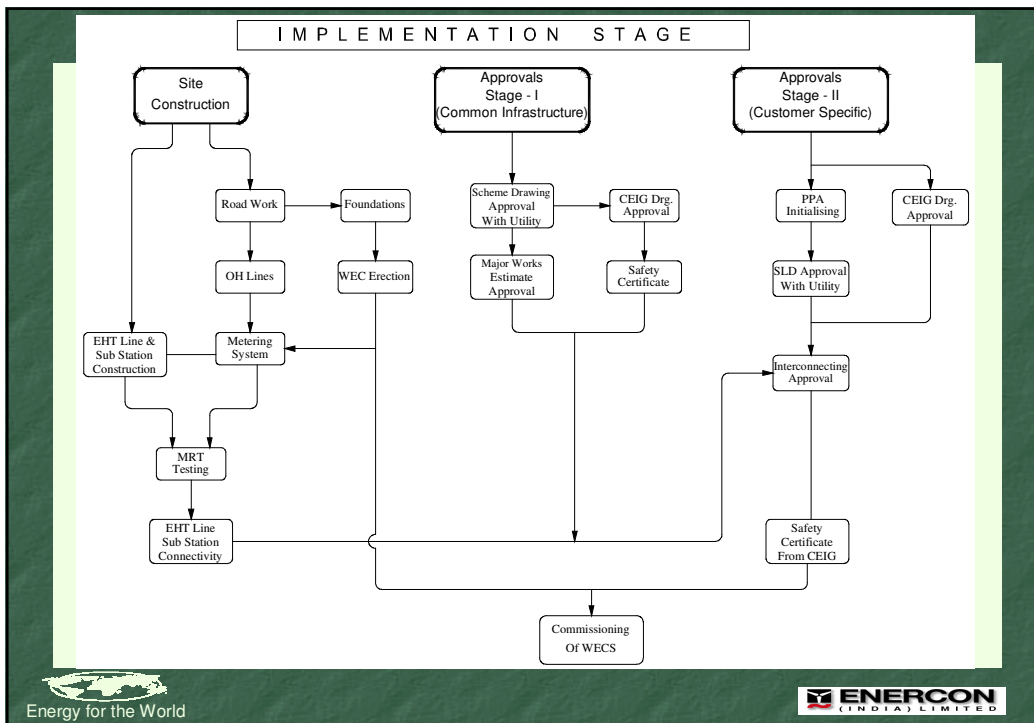 IMPLEMENTATION STAGE
Site
Construction
Approvals
Stage - I
(Common Infrastructure)
Approvals
Stage - II
(Customer Specific)
Road Work
Foundations
Scheme Drawing
Approval
With Utility
CEIG Drg.
Approval
PPA
Initialising
CEIG Drg.
Approval
OH Lines
WEC Erection
Major Works
Estimate
Approval
Safety
Certificate
SLD Approval
With Utility
EHT Line &
Sub Station
Construction
Metering
System
Interconnecting
Approval
MRT
Testing
EHT Line
Sub Station
Connectivity
Safety
Certificate
From CEIG
Commissioning
Of WECS
Energy for the World
ENERCON
(INDIA) LIMITED